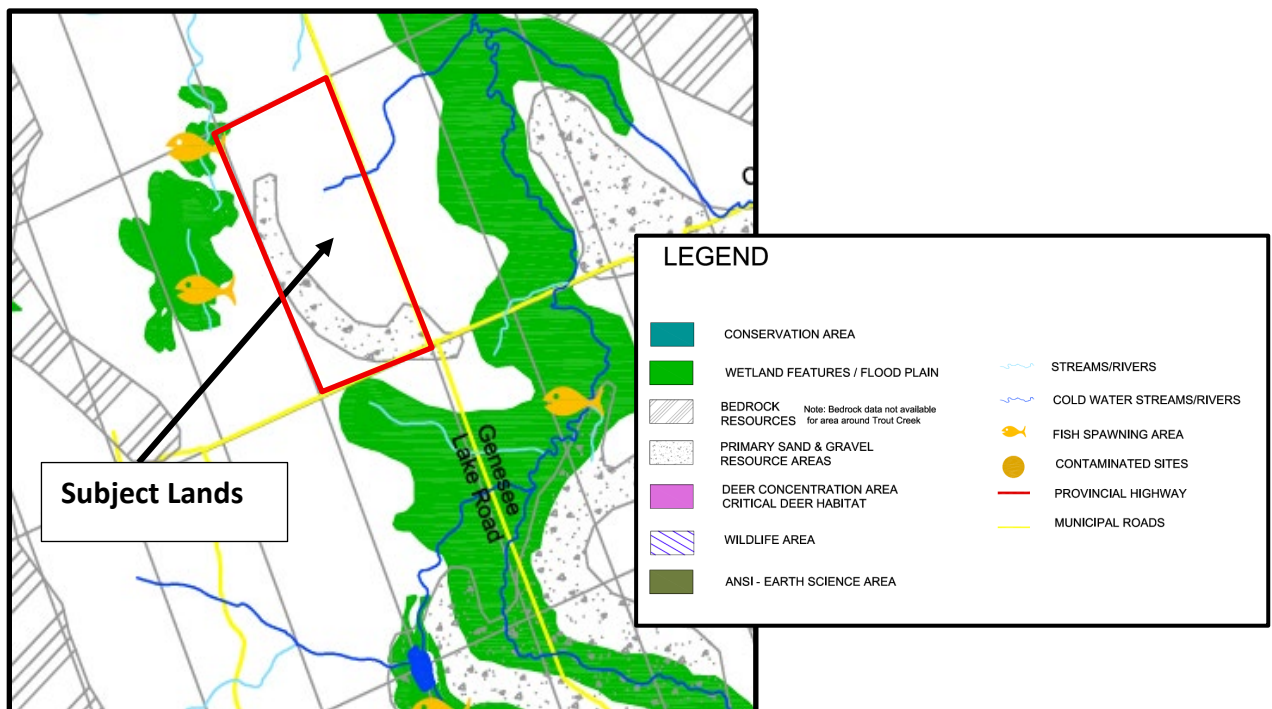 Genesee
Lake Road
Subject Lands
LEGEND
CONSERVATION AREA
WETLAND FEATURES / FLOOD PLAIN
BEDROCK
RESOURCES
Note: Bedrock data not available
for area around Trout Creek
PRIMARY SAND & GRAVEL
RESOURCE AREAS
DEER CONCENTRATION AREA
CRITICAL DEER HABITAT
WILDLIFE AREA
ANSI - EARTH SCIENCE AREA
STREAMS/RIVERS
COLD WATER STREAMS/RIVERS
FISH SPAWNING AREA
CONTAMINATED SITES
PROVINCIAL HIGHWAY
MUNICIPAL ROADS